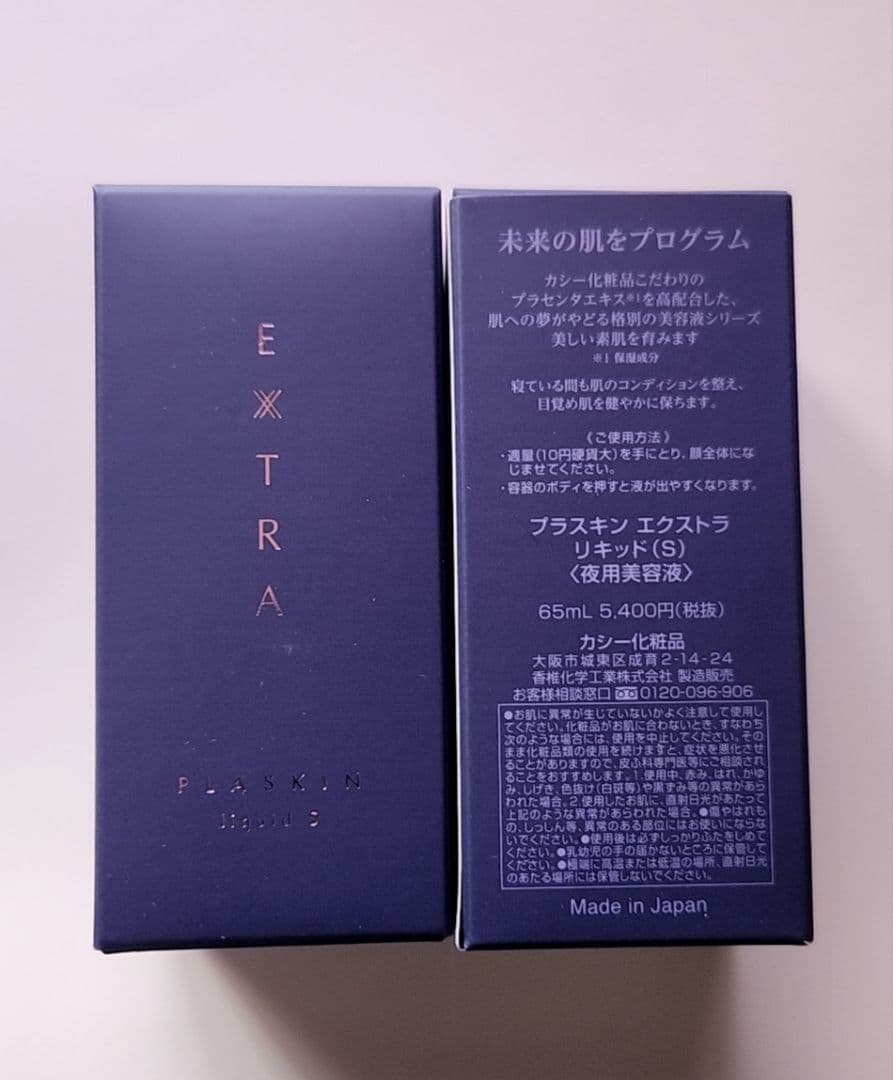 EXTRA
PLASKIN
liquid S
未来の肌をプログラム
カシー化粧品こだわりの
プラセンタエキス※1を高配合した、
肌への夢がやどる格別の美容液シリーズ
美しい素肌を育みます
※1 保湿成分
寝ている間も肌のコンディションを整え、
目覚め肌を健やかに保ちます。
《ご使用方法》
・適量(10円硬貨大)を手にとり、顔全体にな
じませてください。
・容器のボディを押すと液が出やすくなります。
プラスキン エクストラ
リキッド(S)
〈夜用美容液〉
65mL 5,400円(税抜)
カシー化粧品
大阪市城東区成育2-14-24
香椎化学工業株式会社 製造販売
お客様相談窓口 0120-096-906
●お肌に異常が生じていないかよく注意して使用し
てください。化粧品がお肌に合わないとき、すなわち
次のような場合には、使用を中止してください。その
まま化粧品類の使用を続けますと、症状を悪化させ
ることがありますので、皮ふ科専門医等にご相談され
ることをおすすめします。1.使用中、赤み、はれ、かゆ
み、しげき、色抜け(白斑等)や黒ずみ等の異常があら
われた場合。2.使用したお肌に、直射日光があたって
上記のような異常があらわれた場合。●傷やはれも
の、しっしん等、異常のある部位にはお使いにならな
いでください。●使用後は必ずしっかりふたをしめて
ください。●乳幼児の手の届かないところに保管して
ください。●極端に高温または低温の場所、直射日光
のあたる場所には保管しないでください。
Made in Japan